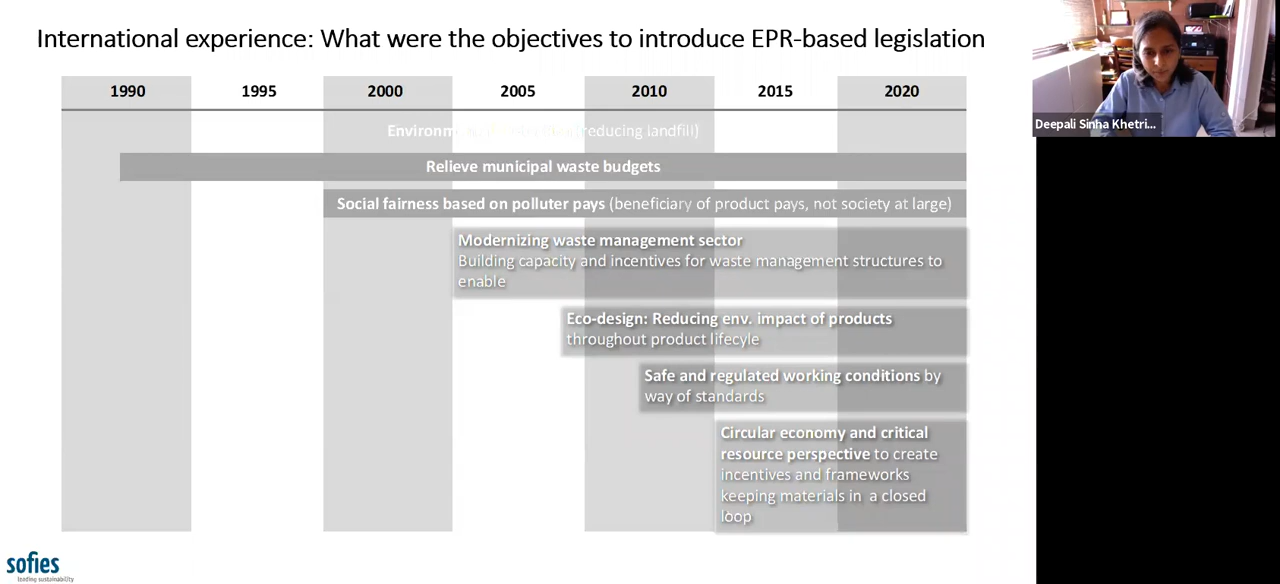 International experience: What were the objectives to introduce EPR-based legislation
1990 1995 2000 2005 2010 2015 2020
reducing landfill)
Relieve municipal waste budgets
Social fairness based on polluter pays (beneficiary of product pays, not society at large)
Modernizing waste management sector
Building capacity and incentives for waste management structures to
enable
Eco-design: Reducing env. impact of products
throughout product lifecyle
Safe and regulated working conditions by
way of standards
Circular economy and critical
resource perspective to create
incentives and frameworks
keeping materials in a closed
loop
sofies
leading sustainability
Deepali Sinha Khetri...